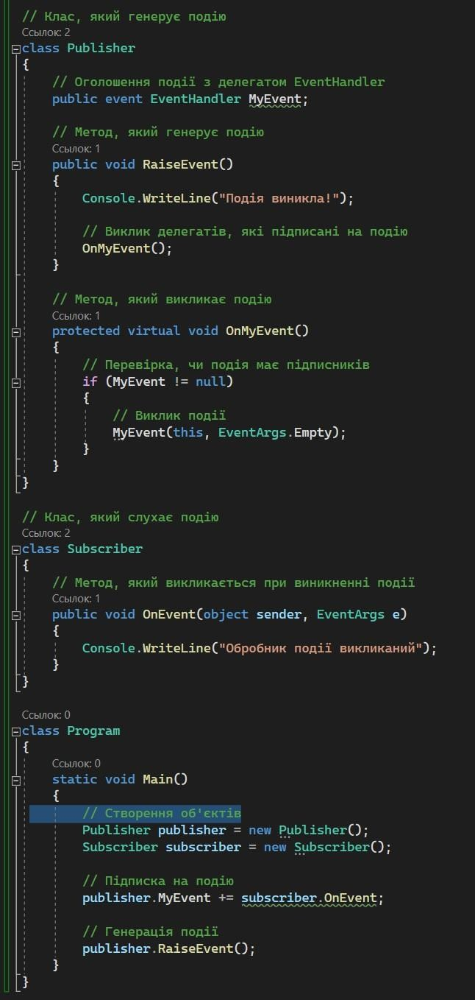 // Клас, який генерує подію
Ссылок: 2
class Publisher
{
// Оголошення події з делегатом EventHandler
public event EventHandler MyEvent;
// Метод, який генерує подію
Ссылок: 1
public void RaiseEvent()
{
Console.WriteLine("Подія виникла!");
// Виклик делегатів, які підписані на подію
OnMyEvent();
}
// Метод, який викликає подію
Ссылок: 1
protected virtual void OnMyEvent()
{
// Перевірка, чи подія має підписників
if (MyEvent != null)
{
// Виклик події
MyEvent(this, EventArgs.Empty);
}
}
}
// Клас, який слухає подію
Ссылок: 2
class Subscriber
{
// Метод, який викликається при виникненні події
Ссылок: 1
public void OnEvent(object sender, EventArgs e)
{
Console.WriteLine("Обробник події викликаний");
}
}
Ссылок: 0
class Program
{
Ссылок: 0
static void Main()
{
// Створення об'єктів
Publisher publisher = new Publisher();
Subscriber subscriber = new Subscriber();
// Підписка на подію
publisher.MyEvent += subscriber.OnEvent;
// Генерація події
publisher.RaiseEvent();
}
}